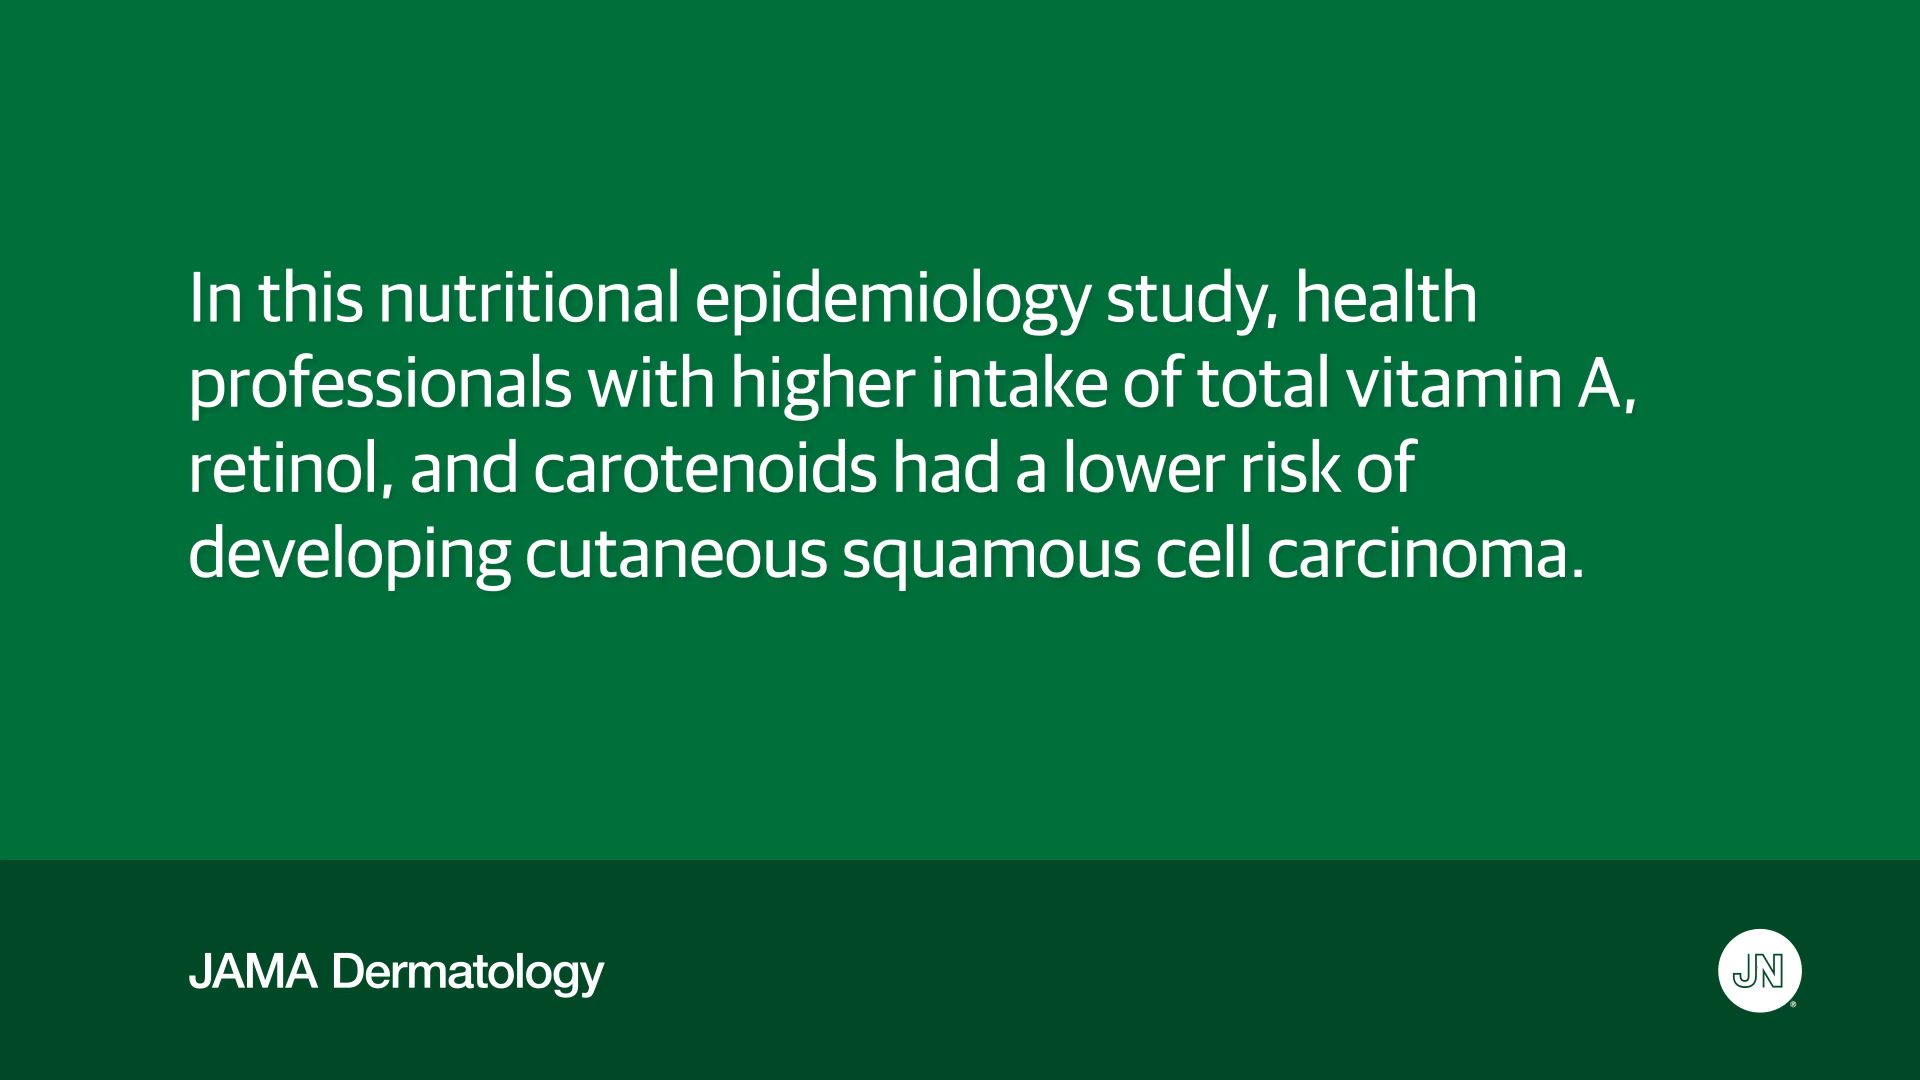 In this nutritional epidemiology study, health
professionals with higher intake of total vitamin A,
retinol, and carotenoids had a lower risk of
developing cutaneous squamous cell carcinoma.
JAMA Dermatology
JN
®